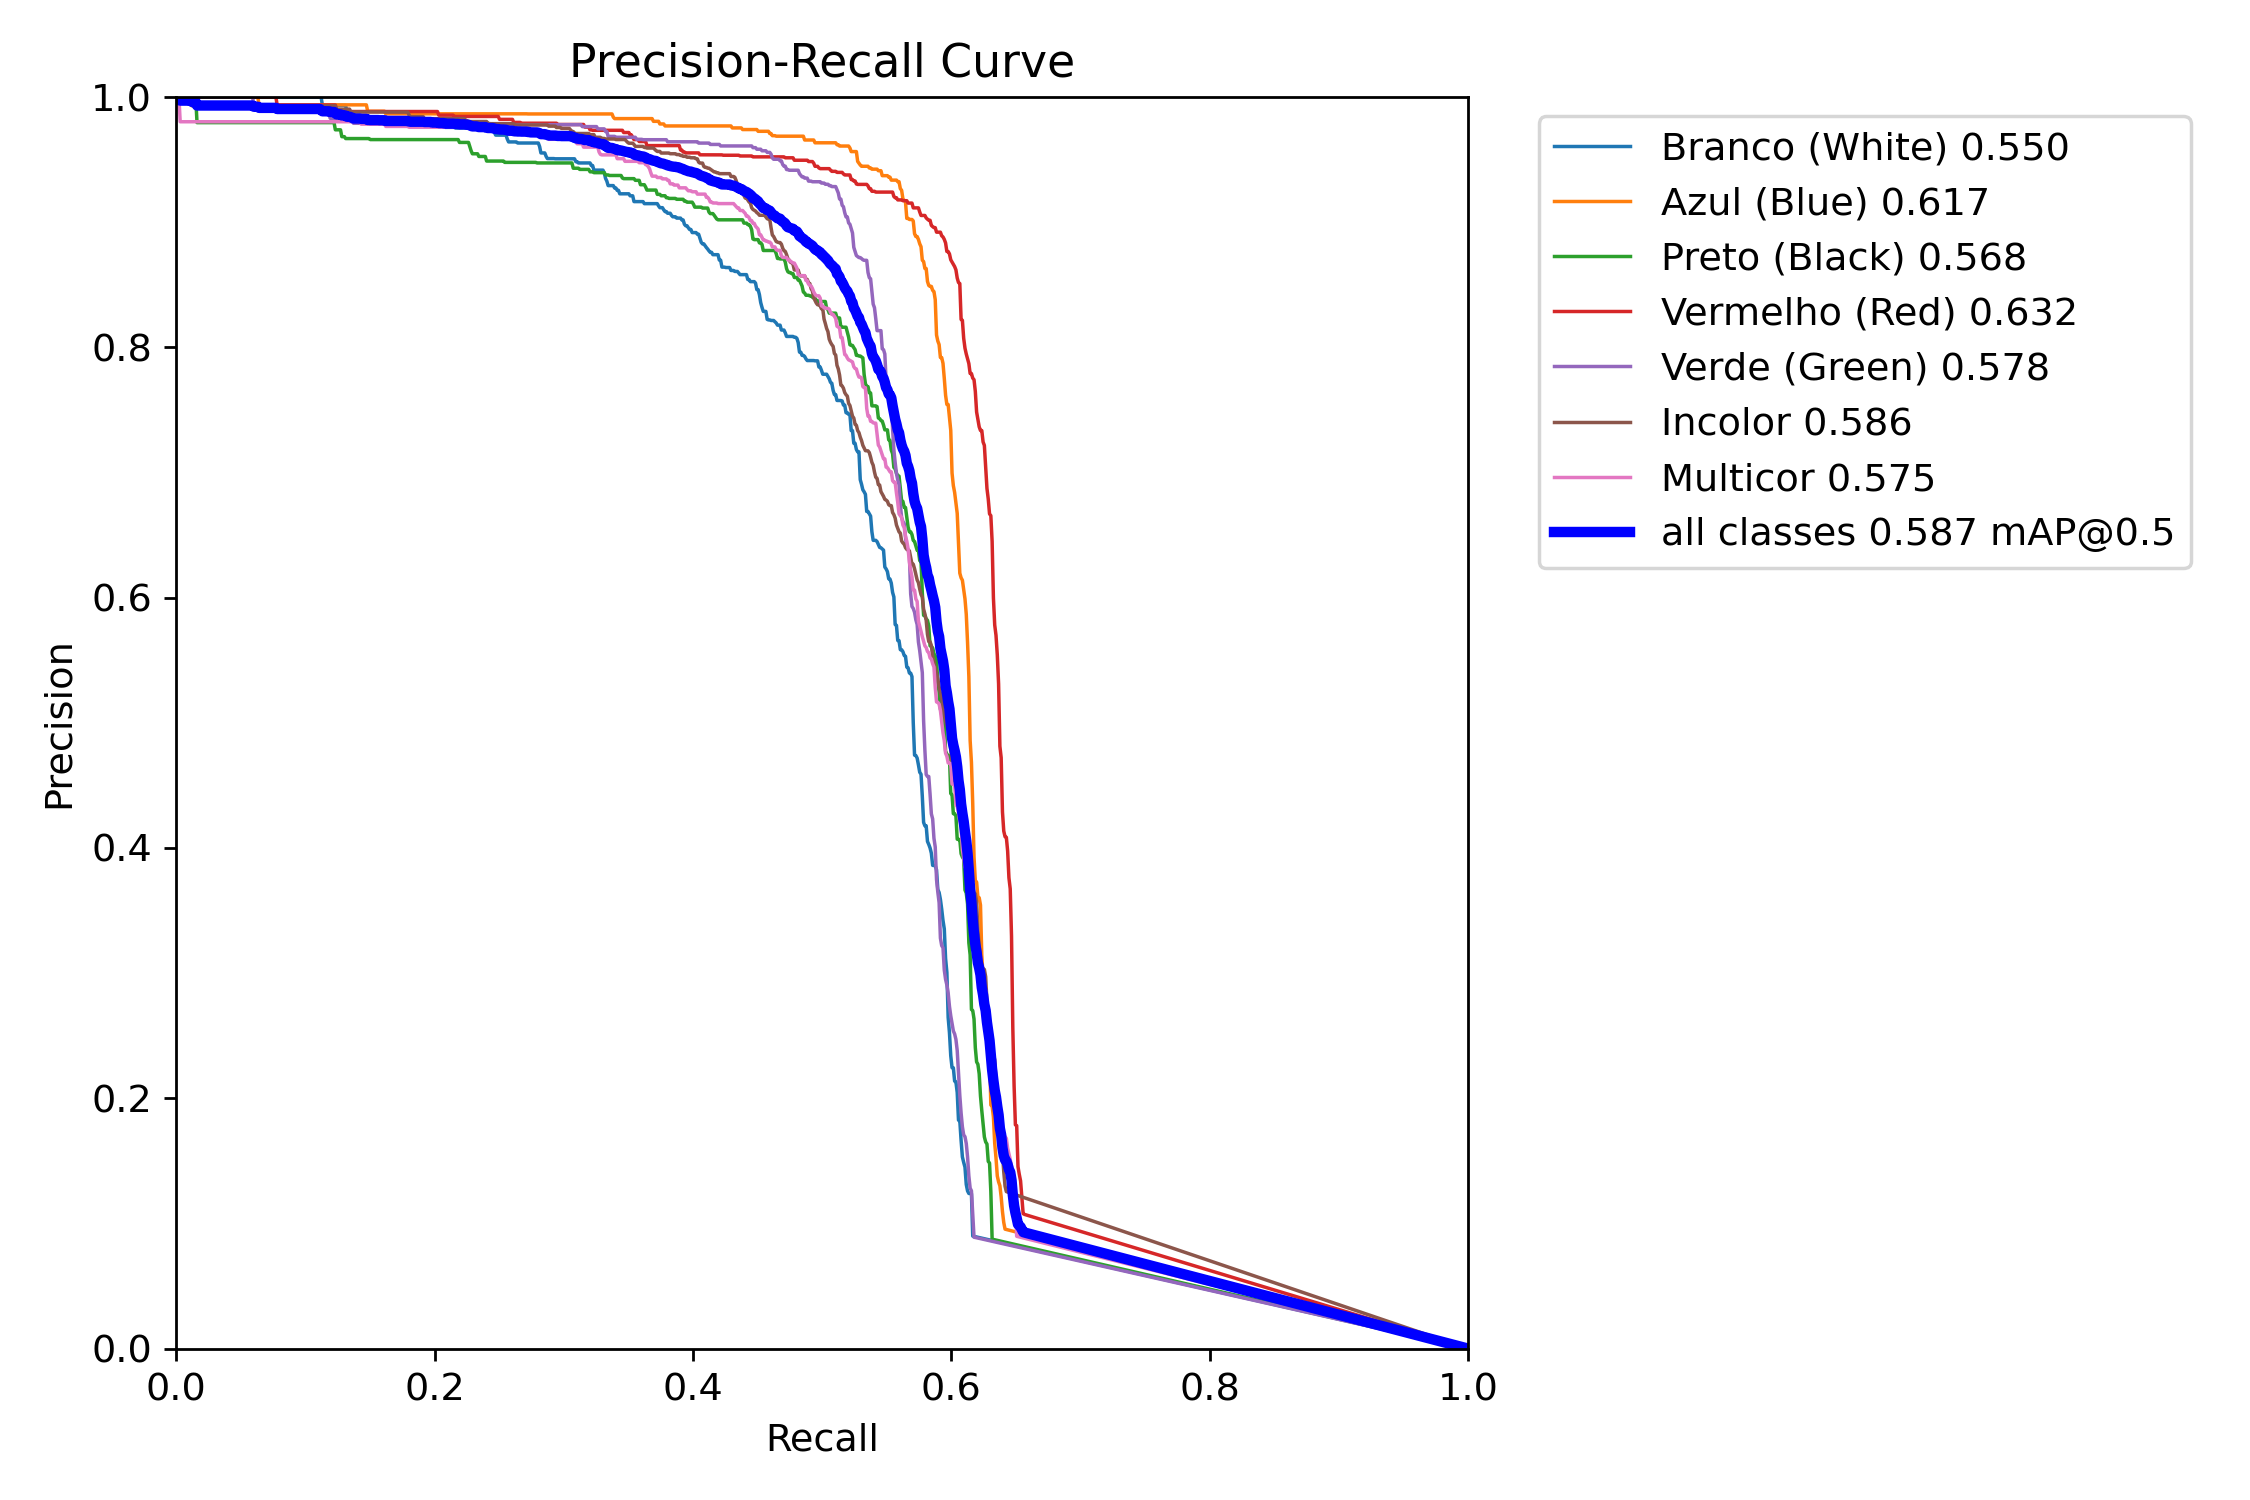 Precision-Recall Curve
1.0
0.8
0.6
0.4
0.2
0.0
Precision
0.0 0.2 0.4 0.6 0.8 1.0
Recall
Branco (White) 0.550
Azul (Blue) 0.617
Preto (Black) 0.568
Vermelho (Red) 0.632
Verde (Green) 0.578
Incolor 0.586
Multicor 0.575
all classes 0.587 mAP@0.5